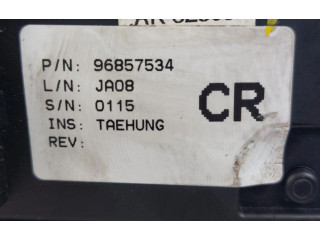 P/N: 96857534
L/N: JA08
S/N: 0115
INS: TAEHUNG
REV:
CR